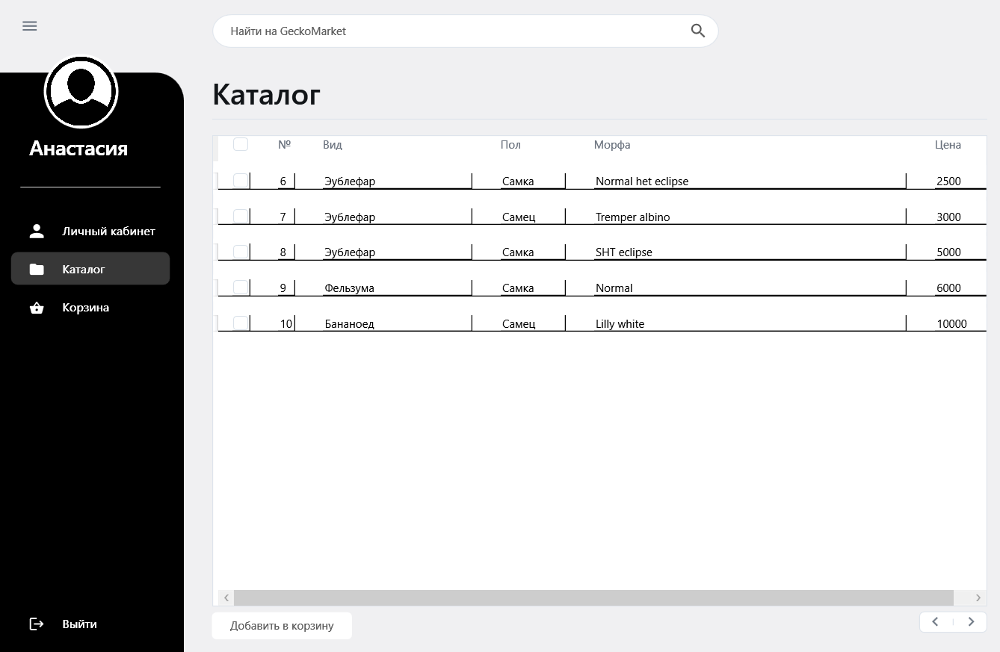 Найти на GeckoMarket
Каталог
Анастасия
Личный кабинет
Каталог
Корзина
Выйти
№ Вид Пол Морфа Цена
6 Эублефар Самка Normal het eclipse 2500
7 Эублефар Самец Tremper albino 3000
8 Эублефар Самка SHT eclipse 5000
9 Фельзума Самка Normal 6000
10 Бананоед Самец Lilly white 10000
Добавить в корзину